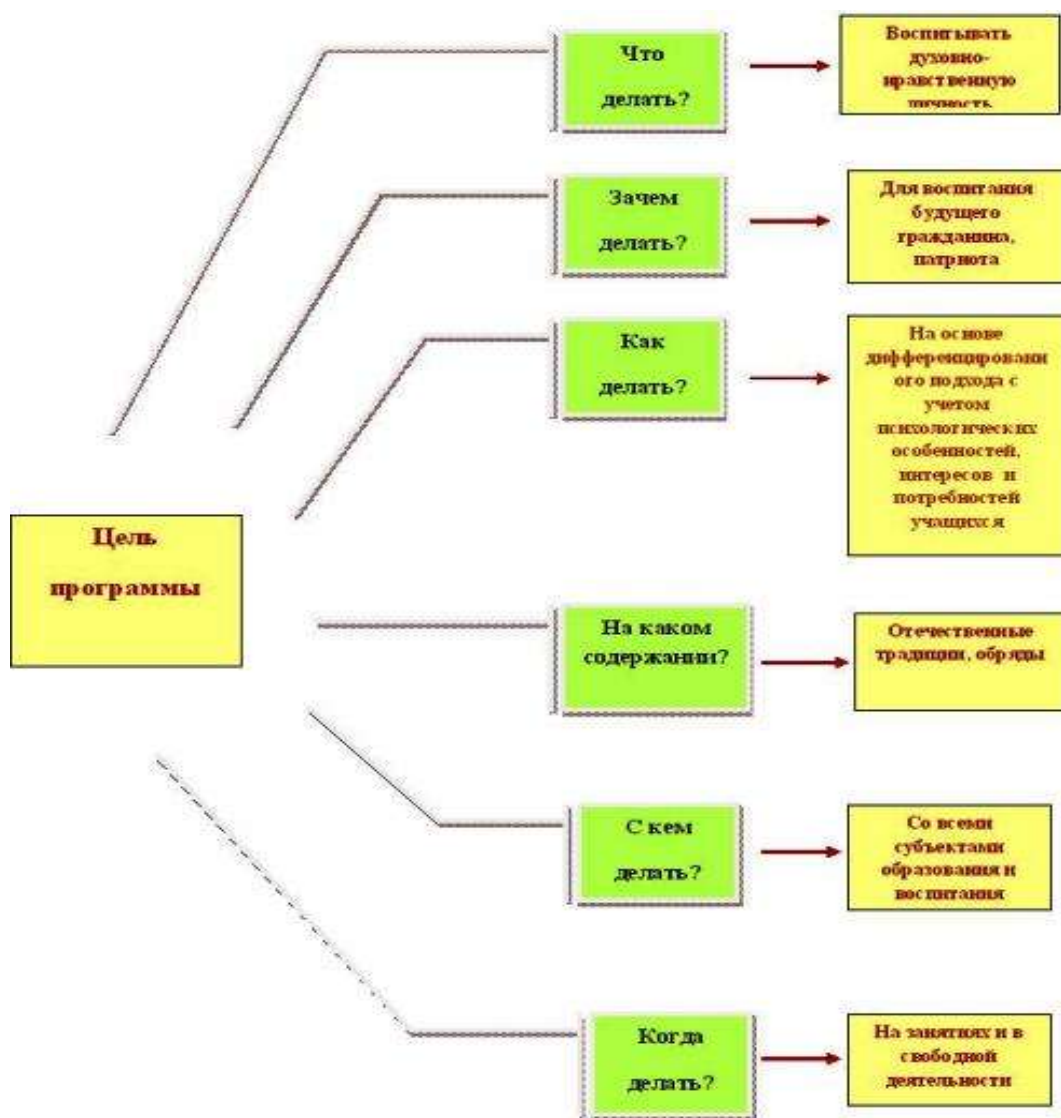 Что
делать?
Воспитывать
духовно-
нравственную
личность
Зачем
делать?
Для воспитания
будущего
гражданина,
патриота
Как
делать?
На основе
дифференцированн
ого подхода с
учетом
психологических
особенностей,
интересов и
потребностей
учащихся
Цель
программы
На каком
содержании?
Отечественные
традиции, обряды
С кем
делать?
Со всеми
субъектами
образования и
воспитания
Когда
делать?
На занятиях и в
свободной
деятельности